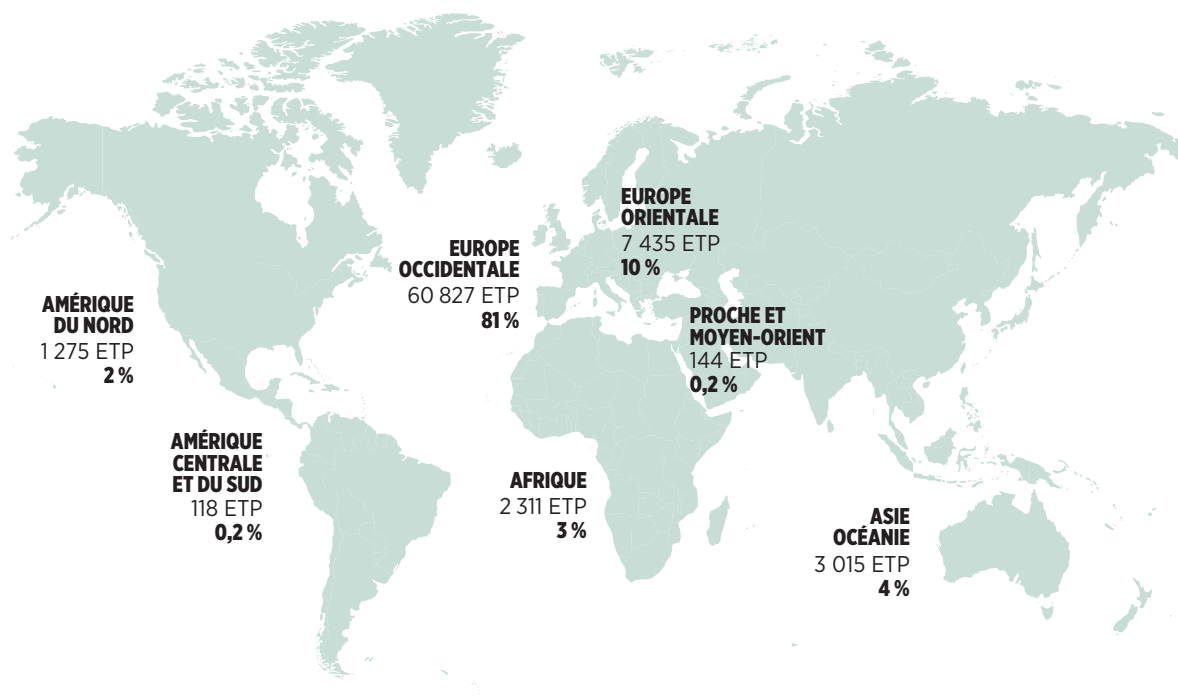 EUROPE
ORIENTALE
7 435 ETP
10 %
EUROPE
OCCIDENTALE
60 827 ETP
81 %
AMÉRIQUE
DU NORD
1 275 ETP
2 %
PROCHE ET
MOYEN-ORIENT
144 ETP
0,2 %
AMÉRIQUE
CENTRALE
ET DU SUD
118 ETP
0,2 %
AFRIQUE
2 311 ETP
3 %
ASIE
OCÉANIE
3 015 ETP
4 %